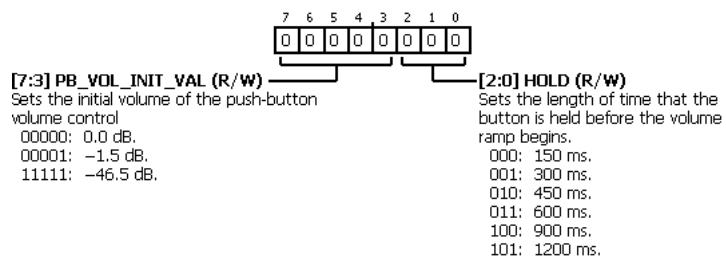 7 6 5 4 3 2 1 0
0 0 0 0 0 0 0 0
[7:3] PB_VOL_INIT_VAL (R/W)
Sets the initial volume of the push-button
volume control
00000: 0.0 dB.
00001: −1.5 dB.
11111: −46.5 dB.
[2:0] HOLD (R/W)
Sets the length of time that the
button is held before the volume
ramp begins.
000: 150 ms.
001: 300 ms.
010: 450 ms.
011: 600 ms.
100: 900 ms.
101: 1200 ms.